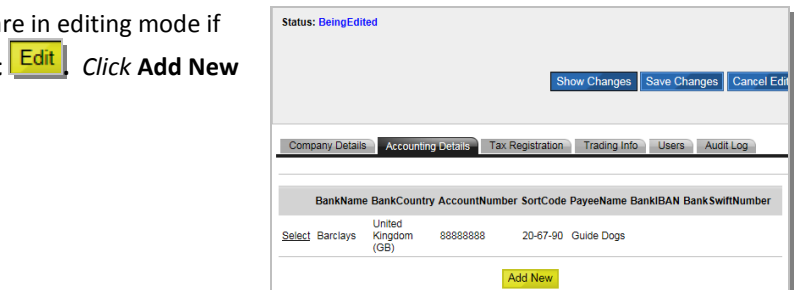 are in editing mode if
: Edit . Click Add New
Status: BeingEdited
Show Changes Save Changes Cancel Edit
Company Details Accounting Details Tax Registration Trading Info Users Audit Log
BankName BankCountry AccountNumber SortCode PayeeName BankIBAN BankSwiftNumber
Select Barclays United Kingdom (GB) 88888888 20-67-90 Guide Dogs
Add New